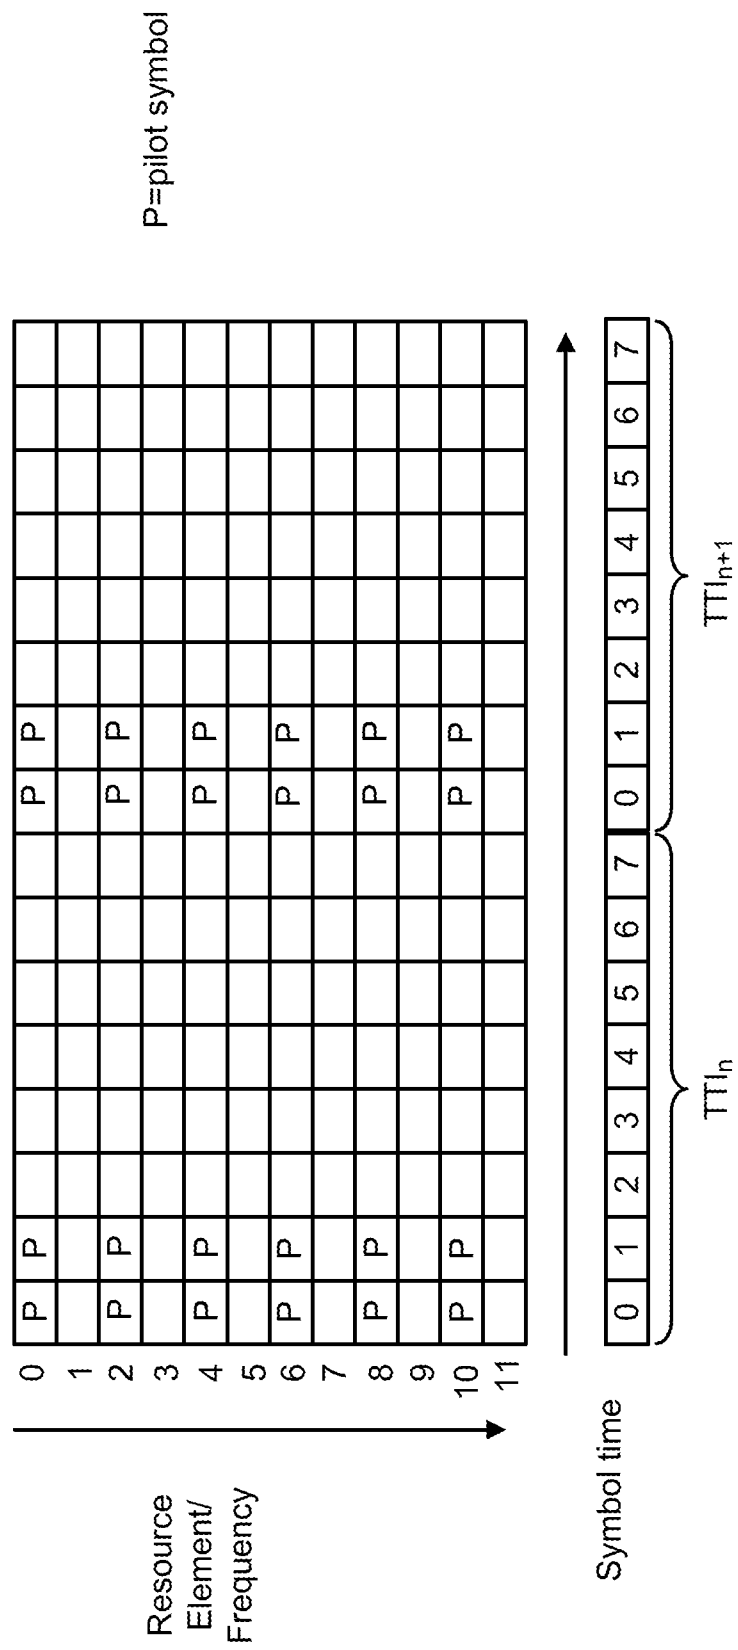 P=pilot symbol
Resource
Element/
Frequency
0 P P P P
1
2 P P P P
3
4 P P P P
5
6 P P P P
7
8 P P P P
9
10 P P P P
11
Symbol time
0 1 2 3 4 5 6 7 0 1 2 3 4 5 6 7
TTIn TTIn+1